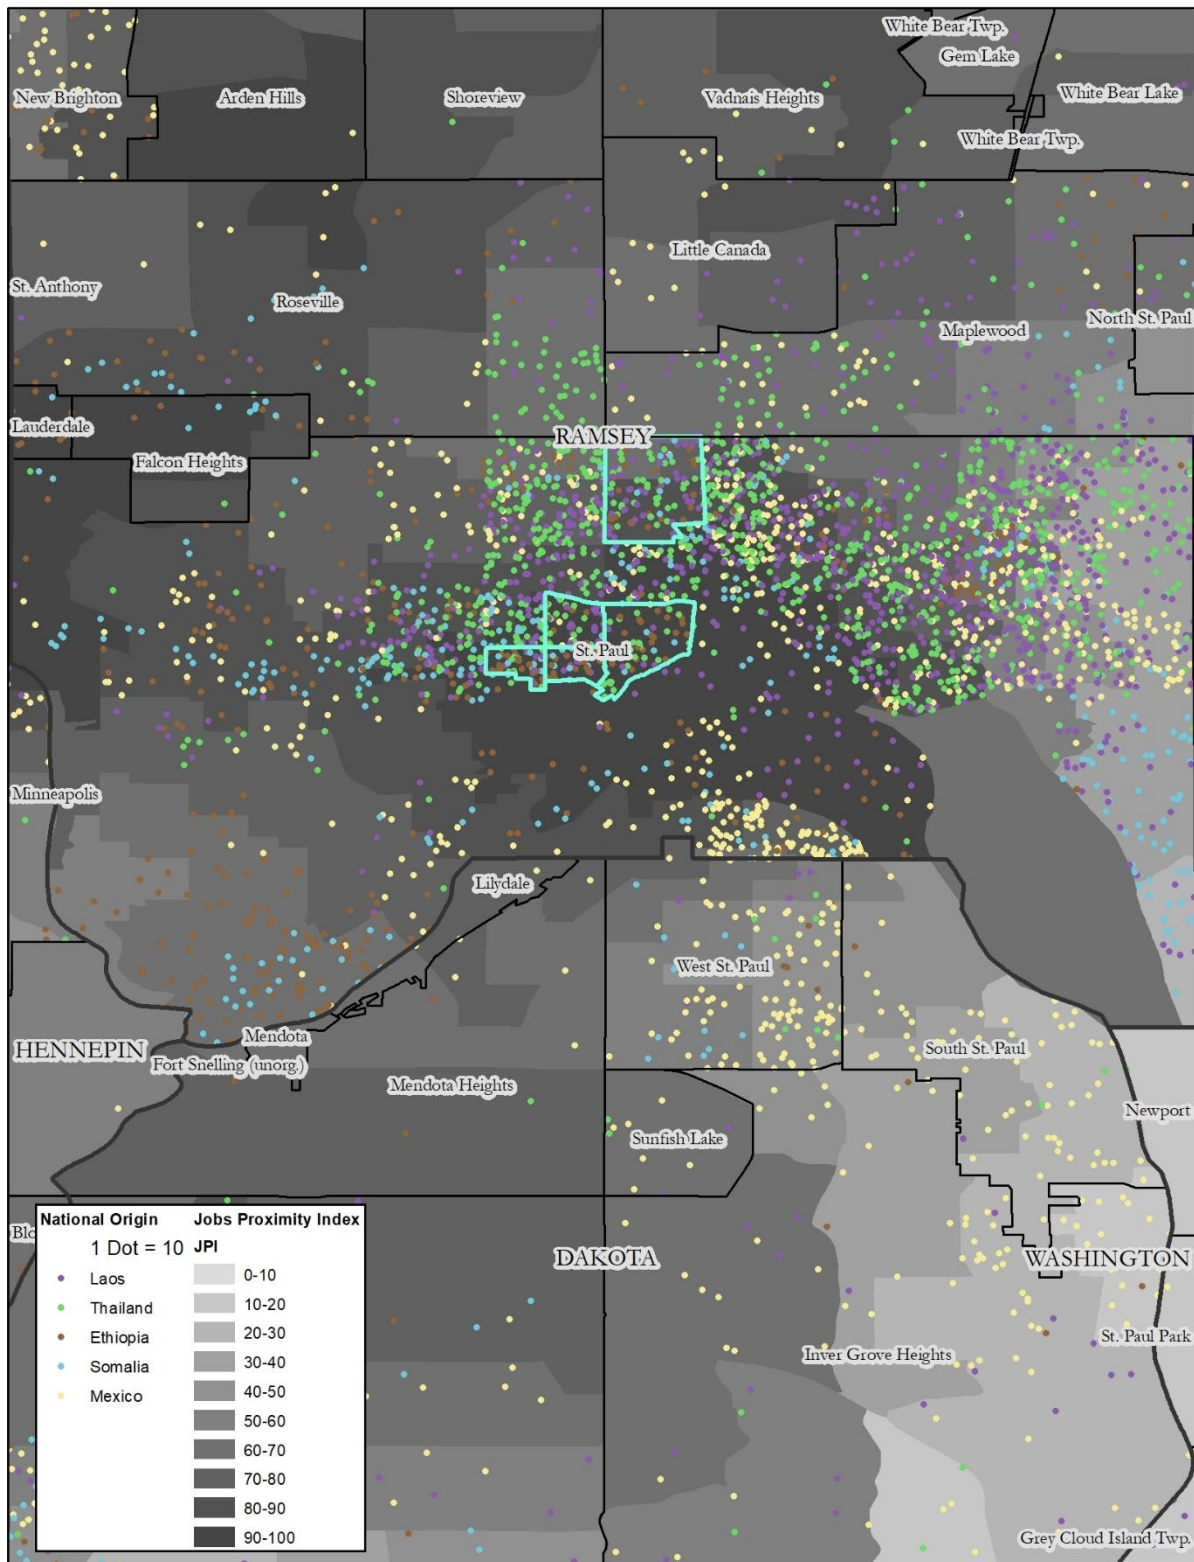 White Bear Twp.
Gem Lake
New Brighton
Arden Hills
Shoreview
Vadnais Heights
White Bear Lake
White Bear Twp.
Little Canada
St. Anthony
Roseville
Maplewood
North St. Paul
Lauderdale
RAMSEY
Falcon Heights
St. Paul
Minneapolis
Lilydale
West St. Paul
HENNEPIN
Mendota
Fort Snelling (unorg.)
South St. Paul
Mendota Heights
Newport
Sunfish Lake
Blo
DAKOTA
WASHINGTON
St. Paul Park
Inver Grove Heights
Grey Cloud Island Twp.
National Origin
1 Dot = 10
Laos
Thailand
Ethiopia
Somalia
Mexico
Jobs Proximity Index
JPI
0-10
10-20
20-30
30-40
40-50
50-60
60-70
70-80
80-90
90-100